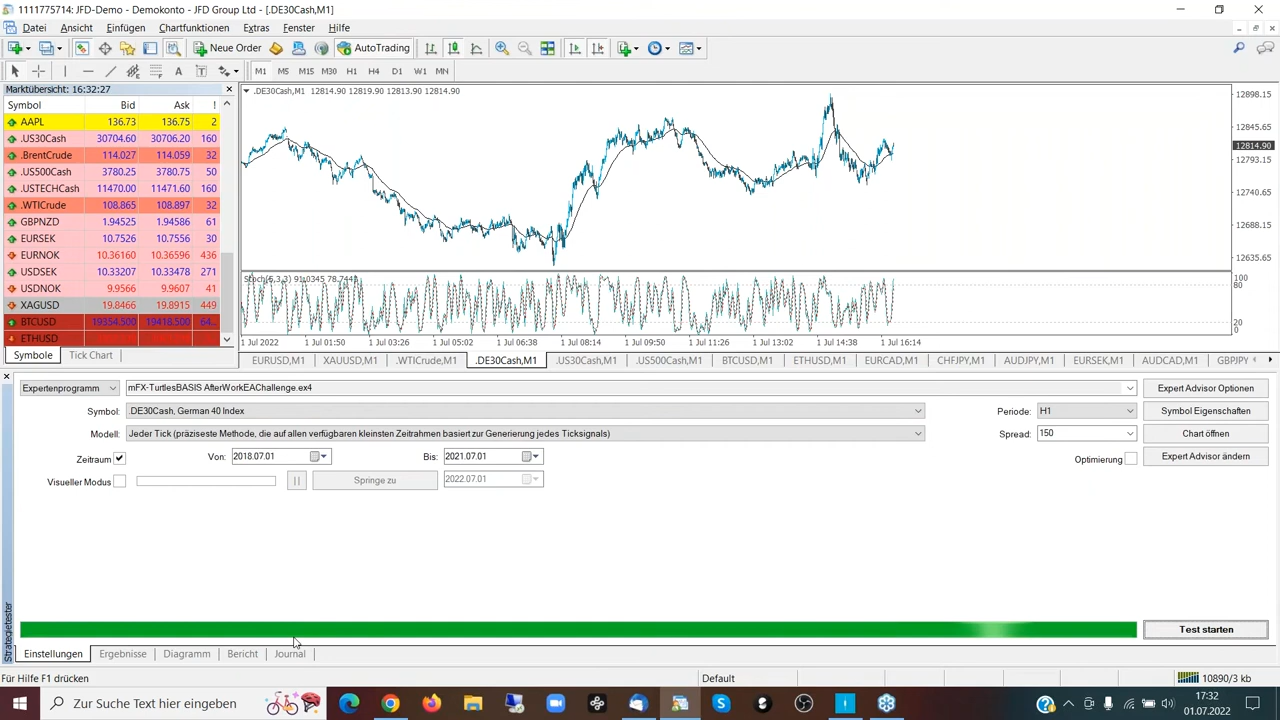 1111775714: JFD-Demo - Demokonto - JFD Group Ltd - [.DE30Cash,M1]
Datei Ansicht Einfügen Chartfunktionen Extras Fenster Hilfe
Neue Order AutoTrading
A T M1 M5 M15 M30 H1 H4 D1 W1 MN
Marktübersicht: 16:32:27
Symbol Bid Ask !
AAPL 136.73 136.75 2
.US30Cash 30704.60 30706.20 160
.BrentCrude 114.027 114.059 32
.US500Cash 3780.25 3780.75 50
.USTECHCash 11470.00 11471.60 160
.WTICrude 108.865 108.897 32
GBPNZD 1.94525 1.94586 61
EURSEK 10.7526 10.7556 30
EURNOK 10.36160 10.36596 436
USDSEK 10.33207 10.33478 271
USDNOK 9.9566 9.9607 41
XAGUSD 19.8466 19.8915 449
BTCUSD 19354.500 19418.500 64...
ETHUSD
Symbole Tick Chart
.DE30Cash,M1 12814.90 12819.90 12813.90 12814.90
12898.15
12845.65
12814.90
12793.15
12740.65
12688.15
12635.65
Stoch(5,3,3) 91.0345 78.7442
100
80
20
0
1 Jul 2022 1 Jul 01:50 1 Jul 03:26 1 Jul 05:02 1 Jul 06:38 1 Jul 08:14 1 Jul 09:50 1 Jul 11:26 1 Jul 13:02 1 Jul 14:38 1 Jul 16:14
EURUSD,M1 XAUUSD,M1 .WTICrude,M1 .DE30Cash,M1 .US30Cash,M1 .US500Cash,M1 BTCUSD,M1 ETHUSD,M1 EURCAD,M1 CHFJPY,M1 AUDJPY,M1 EURSEK,M1 AUDCAD,M1 GBPJPY
Expertenprogramm mFX-TurtlesBASIS AfterWorkEAChallenge.ex4 Expert Advisor Optionen
Symbol: .DE30Cash, German 40 Index Periode: H1 Symbol Eigenschaften
Modell: Jeder Tick (präziseste Methode, die auf allen verfügbaren kleinsten Zeitrahmen basiert zur Generierung jedes Ticksignals) Spread: 150 Chart öffnen
Zeitraum Von: 2018.07.01 Bis: 2021.07.01 Optimierung Expert Advisor ändern
Visueller Modus Springe zu 2022.07.01
Strategietester
Test starten
Einstellungen Ergebnisse Diagramm Bericht Journal
Für Hilfe F1 drücken Default 10890/3 kb
Zur Suche Text hier eingeben 17:32
01.07.2022